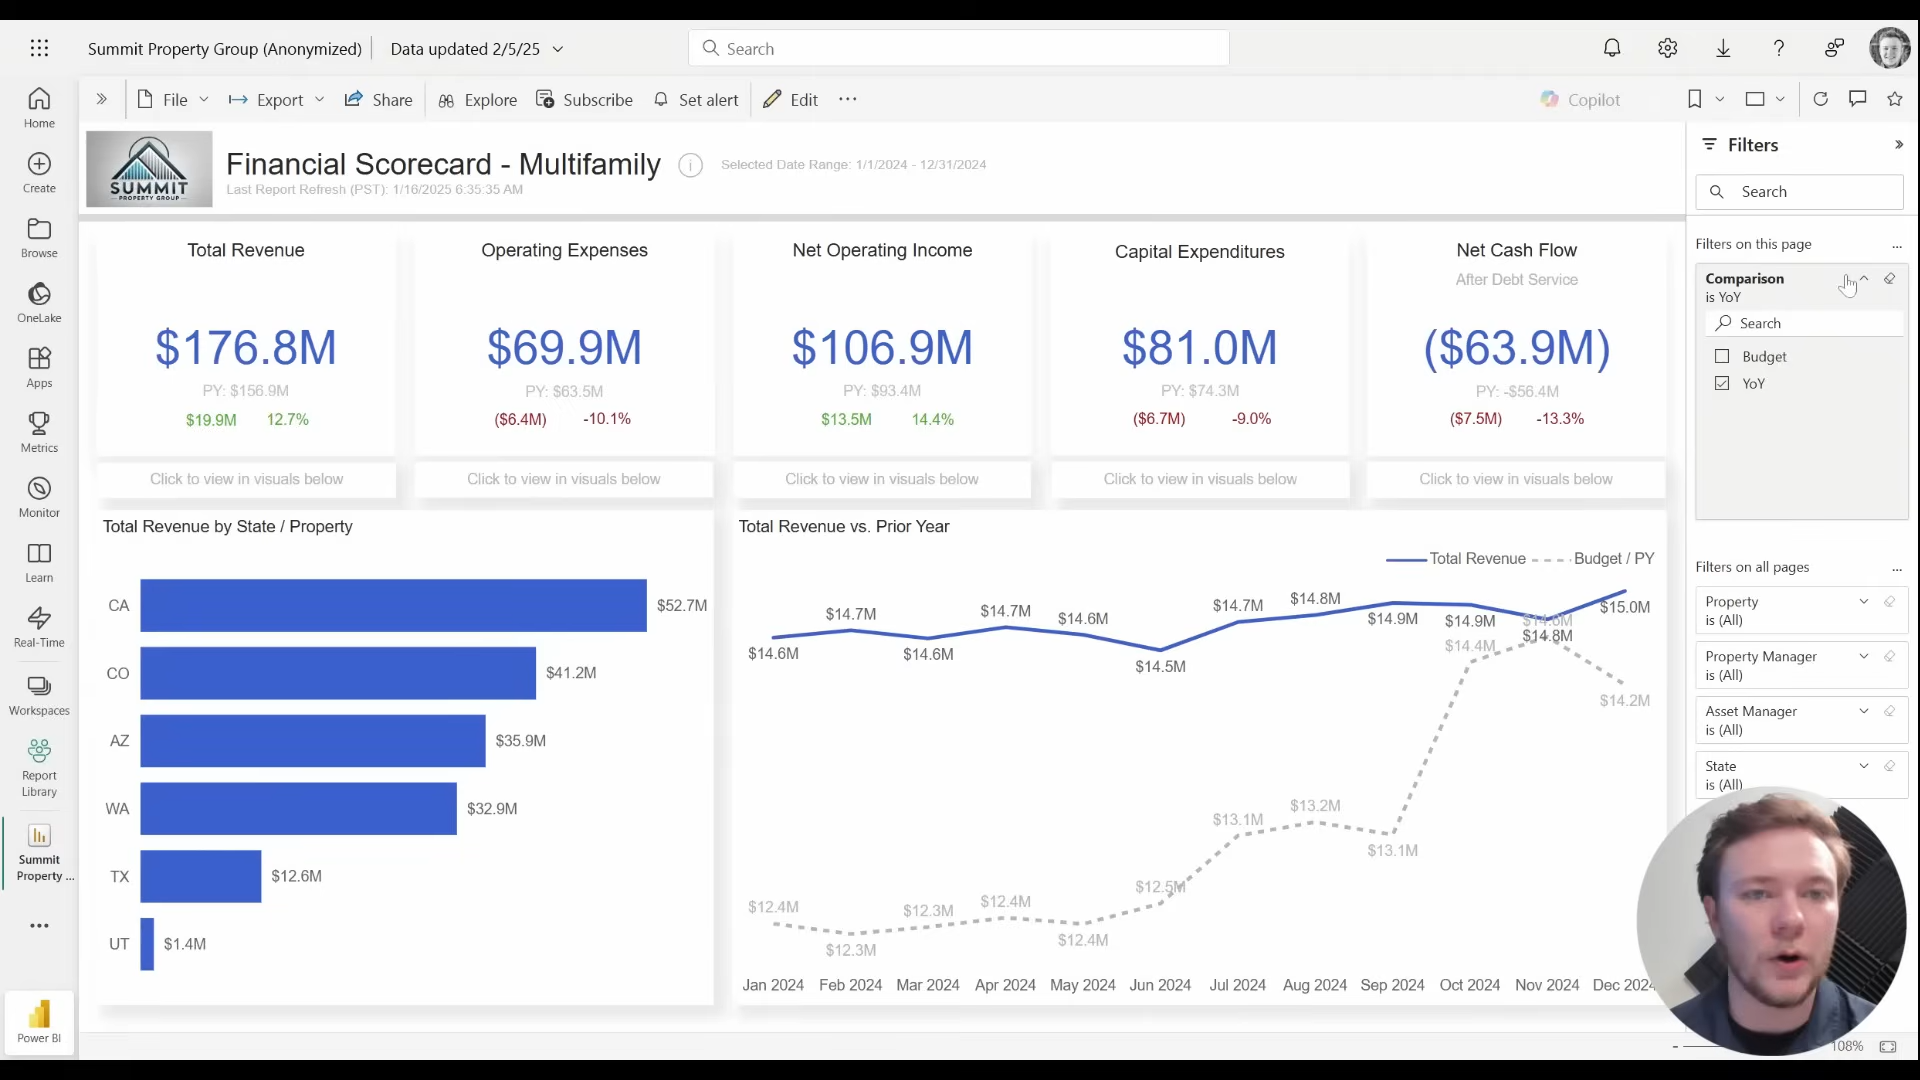 Summit Property Group (Anonymized)
Data updated 2/5/25
Search
File
Export
Share
Explore
Subscribe
Set alert
Edit
Copilot
Home
Create
Browse
OneLake
Apps
Metrics
Monitor
Learn
Real-Time
Workspaces
Report
Library
Summit
Property ...
Power BI
SUMMIT
PROPERTY GROUP
Financial Scorecard - Multifamily
Selected Date Range: 1/1/2024 - 12/31/2024
Last Report Refresh (PST): 1/16/2025 6:35:35 AM
Total Revenue
$176.8M
PY: $156.9M
$19.9M 12.7%
Click to view in visuals below
Operating Expenses
$69.9M
PY: $63.5M
($6.4M) -10.1%
Click to view in visuals below
Net Operating Income
$106.9M
PY: $93.4M
$13.5M 14.4%
Click to view in visuals below
Capital Expenditures
$81.0M
PY: $74.3M
($6.7M) -9.0%
Click to view in visuals below
Net Cash Flow
After Debt Service
($63.9M)
PY: -$56.4M
($7.5M) -13.3%
Click to view in visuals below
Total Revenue by State / Property
CA $52.7M
CO $41.2M
AZ $35.9M
WA $32.9M
TX $12.6M
UT $1.4M
Total Revenue vs. Prior Year
Total Revenue Budget / PY
$14.6M $14.7M $14.6M $14.7M $14.6M $14.5M $14.7M $14.8M $14.9M $14.9M $14.8M $15.0M
$12.4M $12.3M $12.3M $12.4M $12.4M $12.5M $13.1M $13.2M $13.1M $14.4M $14.2M
Jan 2024 Feb 2024 Mar 2024 Apr 2024 May 2024 Jun 2024 Jul 2024 Aug 2024 Sep 2024 Oct 2024 Nov 2024 Dec 2024
Filters
Search
Filters on this page
Comparison
is YoY
Search
Budget
YoY
Filters on all pages
Property
is (All)
Property Manager
is (All)
Asset Manager
is (All)
State
is (All)
108%